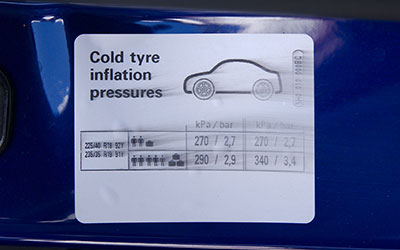 Cold tyre
inflation
pressures
kPa / bar kPa / bar
225/40 R18 92Y 270 / 2,7 270 / 2,7
235/35 R19 91Y 290 / 2,9 340 / 3,4